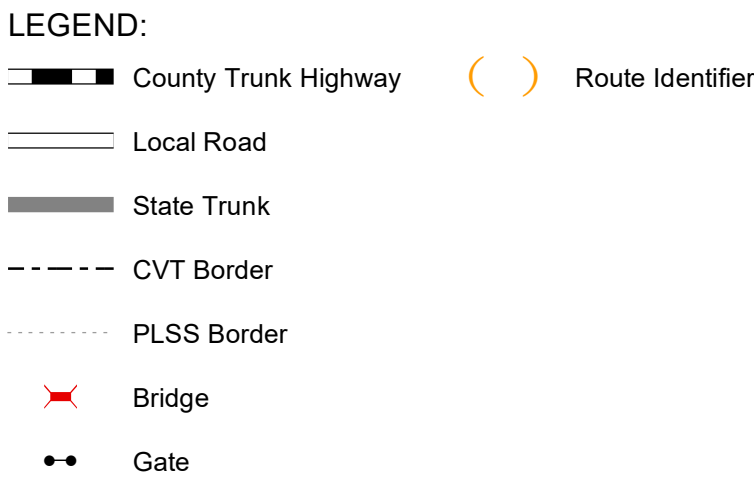 LEGEND:
County Trunk Highway
( ) Route Identifier
Local Road
State Trunk
CVT Border
PLSS Border
Bridge
Gate